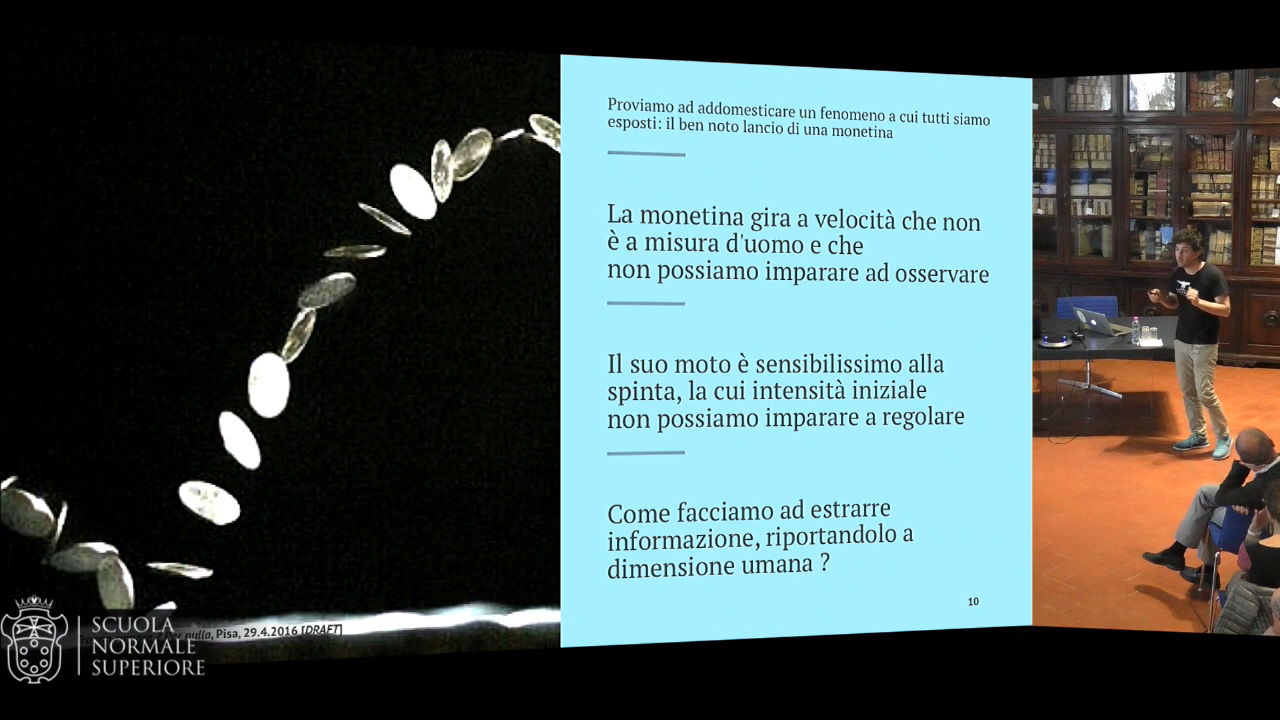 Proviamo ad addomesticare un fenomeno a cui tutti siamo
esposti: il ben noto lancio di una monetina
La monetina gira a velocità che non
è a misura d'uomo e che
non possiamo imparare ad osservare
Il suo moto è sensibilissimo alla
spinta, la cui intensità iniziale
non possiamo imparare a regolare
Come facciamo ad estrarre
informazione, riportandolo a
dimensione umana ?
10
nulla, Pisa, 29.4.2016 [DRAFT]
SCUOLA
NORMALE
SUPERIORE